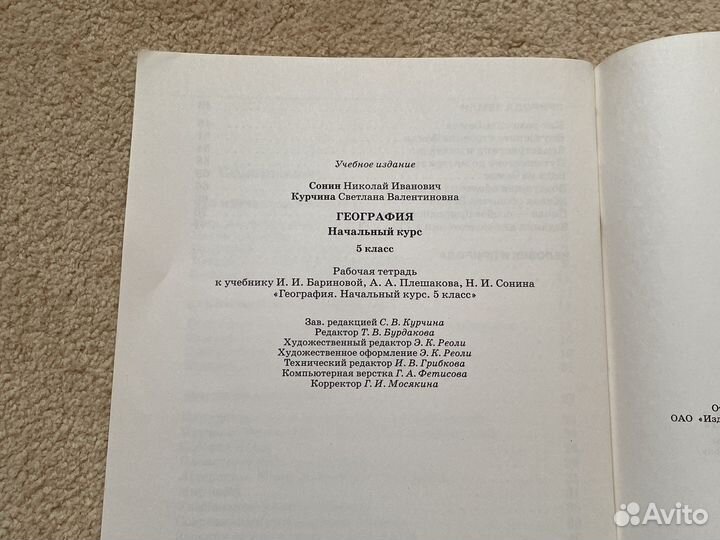 Учебное издание
Сонин Николай Иванович
Курчина Светлана Валентиновна
ГЕОГРАФИЯ
Начальный курс
5 класс
Рабочая тетрадь
к учебнику И. И. Бариновой, А. А. Плешакова, Н. И. Сонина
«География. Начальный курс. 5 класс»
Зав. редакцией С. В. Курчина
Редактор Т. В. Бурдакова
Художественный редактор Э. К. Реоли
Художественное оформление Э. К. Реоли
Технический редактор И. В. Грибкова
Компьютерная верстка Г. А. Фетисова
Корректор Г. И. Мосякина
ОАО «Изд
Avito